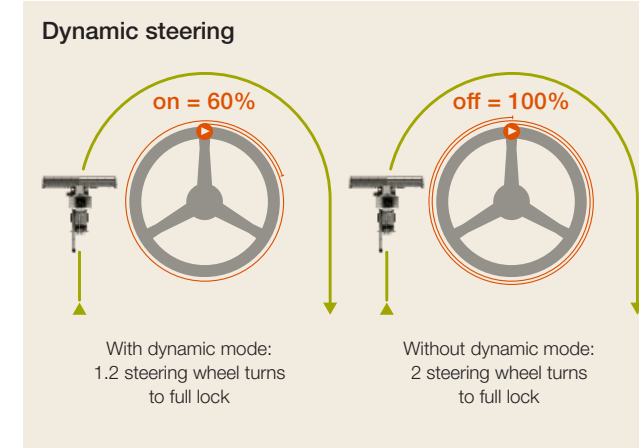 Dynamic steering
on = 60%
off = 100%
With dynamic mode:
1.2 steering wheel turns
to full lock
Without dynamic mode:
2 steering wheel turns
to full lock